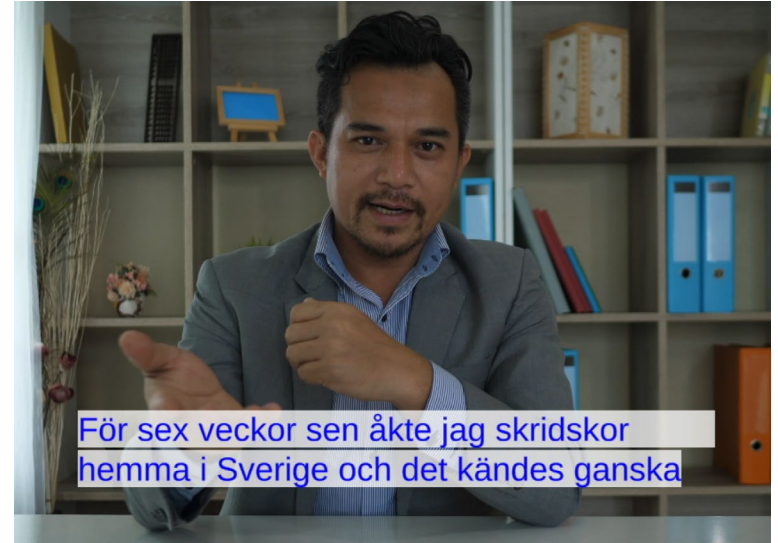 För sex veckor sen åkte jag skridskor
hemma i Sverige och det kändes ganska